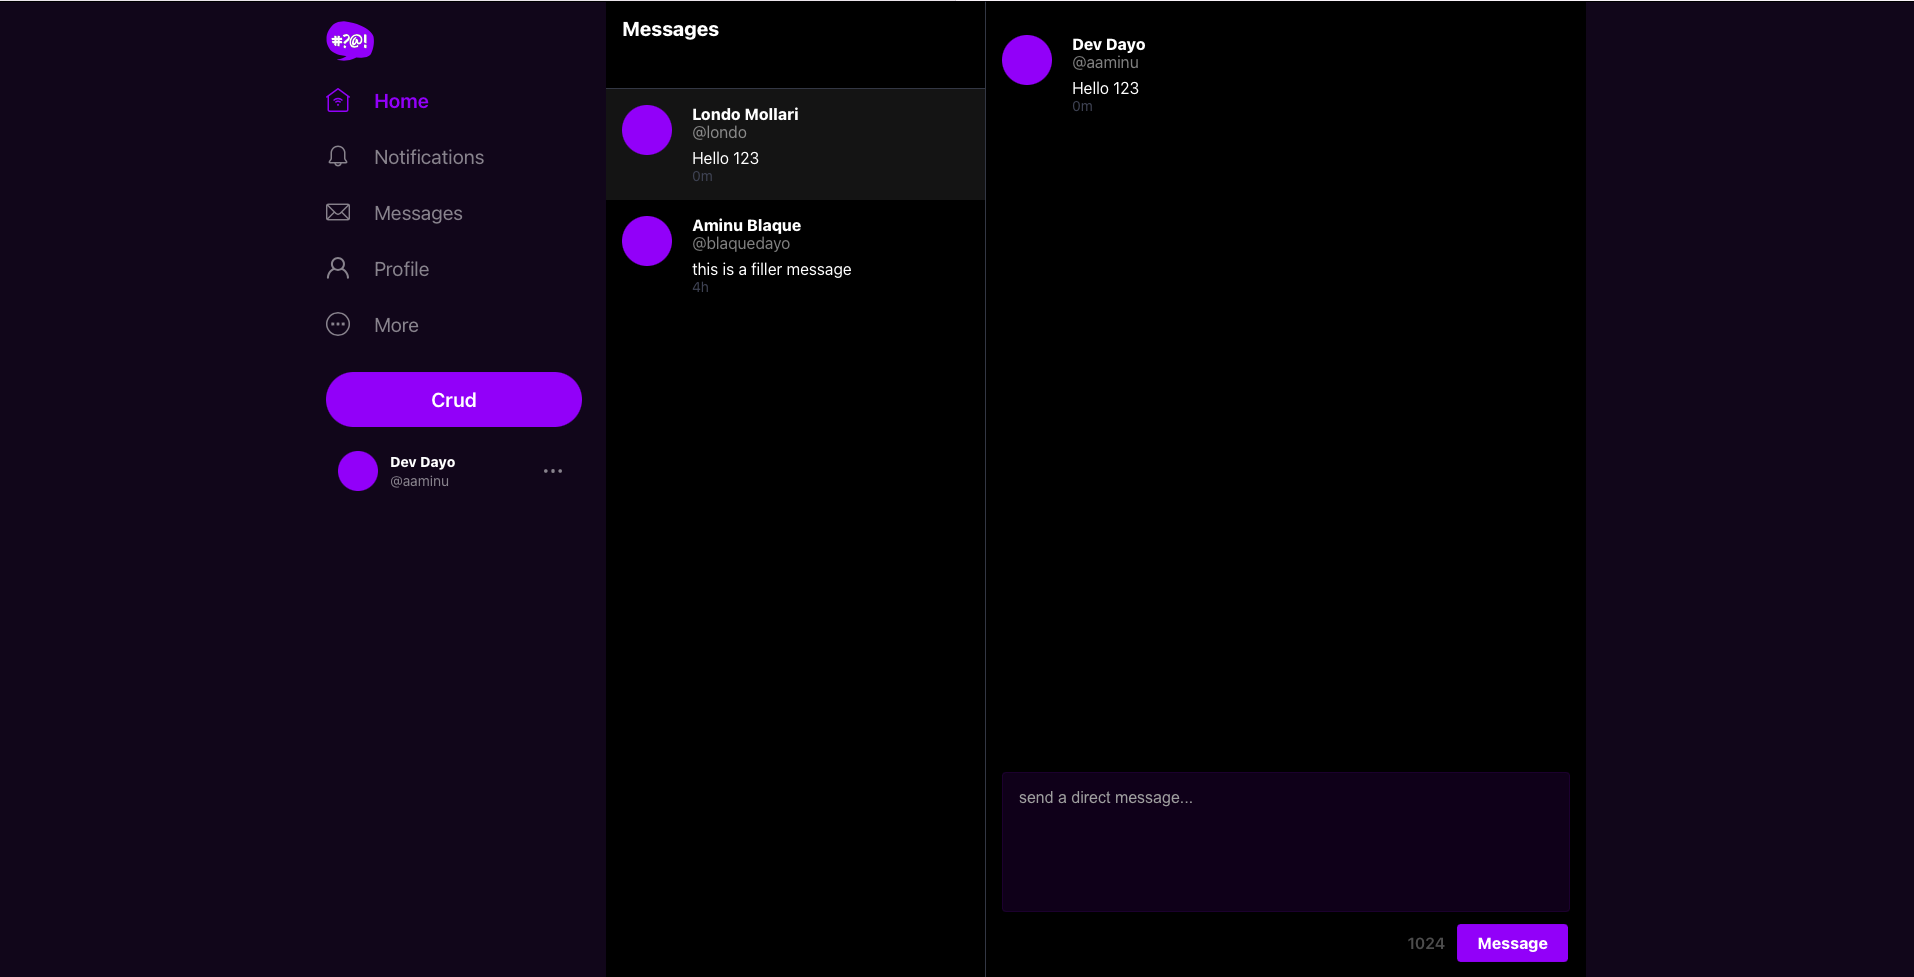 #?@!
Home
Notifications
Messages
Profile
More
Crud
Dev Dayo
@aaminu
Messages
Londo Mollari
@londo
Hello 123
0m
Aminu Blaque
@blaquedayo
this is a filler message
4h
Dev Dayo
@aaminu
Hello 123
0m
send a direct message...
1024
Message